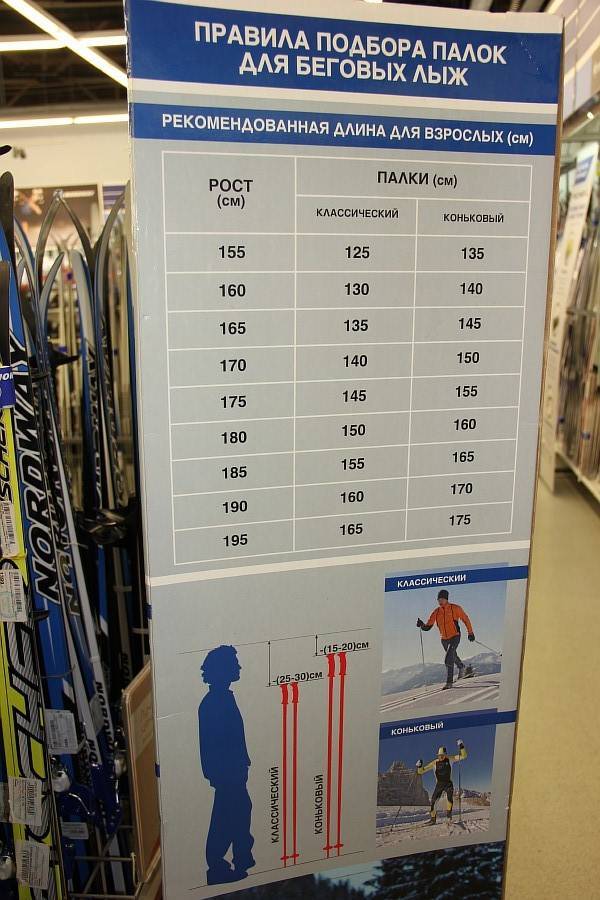 ПРАВИЛА ПОДБОРА ПАЛОК
ДЛЯ БЕГОВЫХ ЛЫЖ
РЕКОМЕНДОВАННАЯ ДЛИНА ДЛЯ ВЗРОСЛЫХ (см)
РОСТ (см) ПАЛКИ (см)
КЛАССИЧЕСКИЙ КОНЬКОВЫЙ
155 125 135
160 130 140
165 135 145
170 140 150
175 145 155
180 150 160
185 155 165
190 160 170
195 165 175
КЛАССИЧЕСКИЙ
-(15-20)см
-(25-30)см
КЛАССИЧЕСКИЙ
КОНЬКОВЫЙ
КОНЬКОВЫЙ
NORDWAY